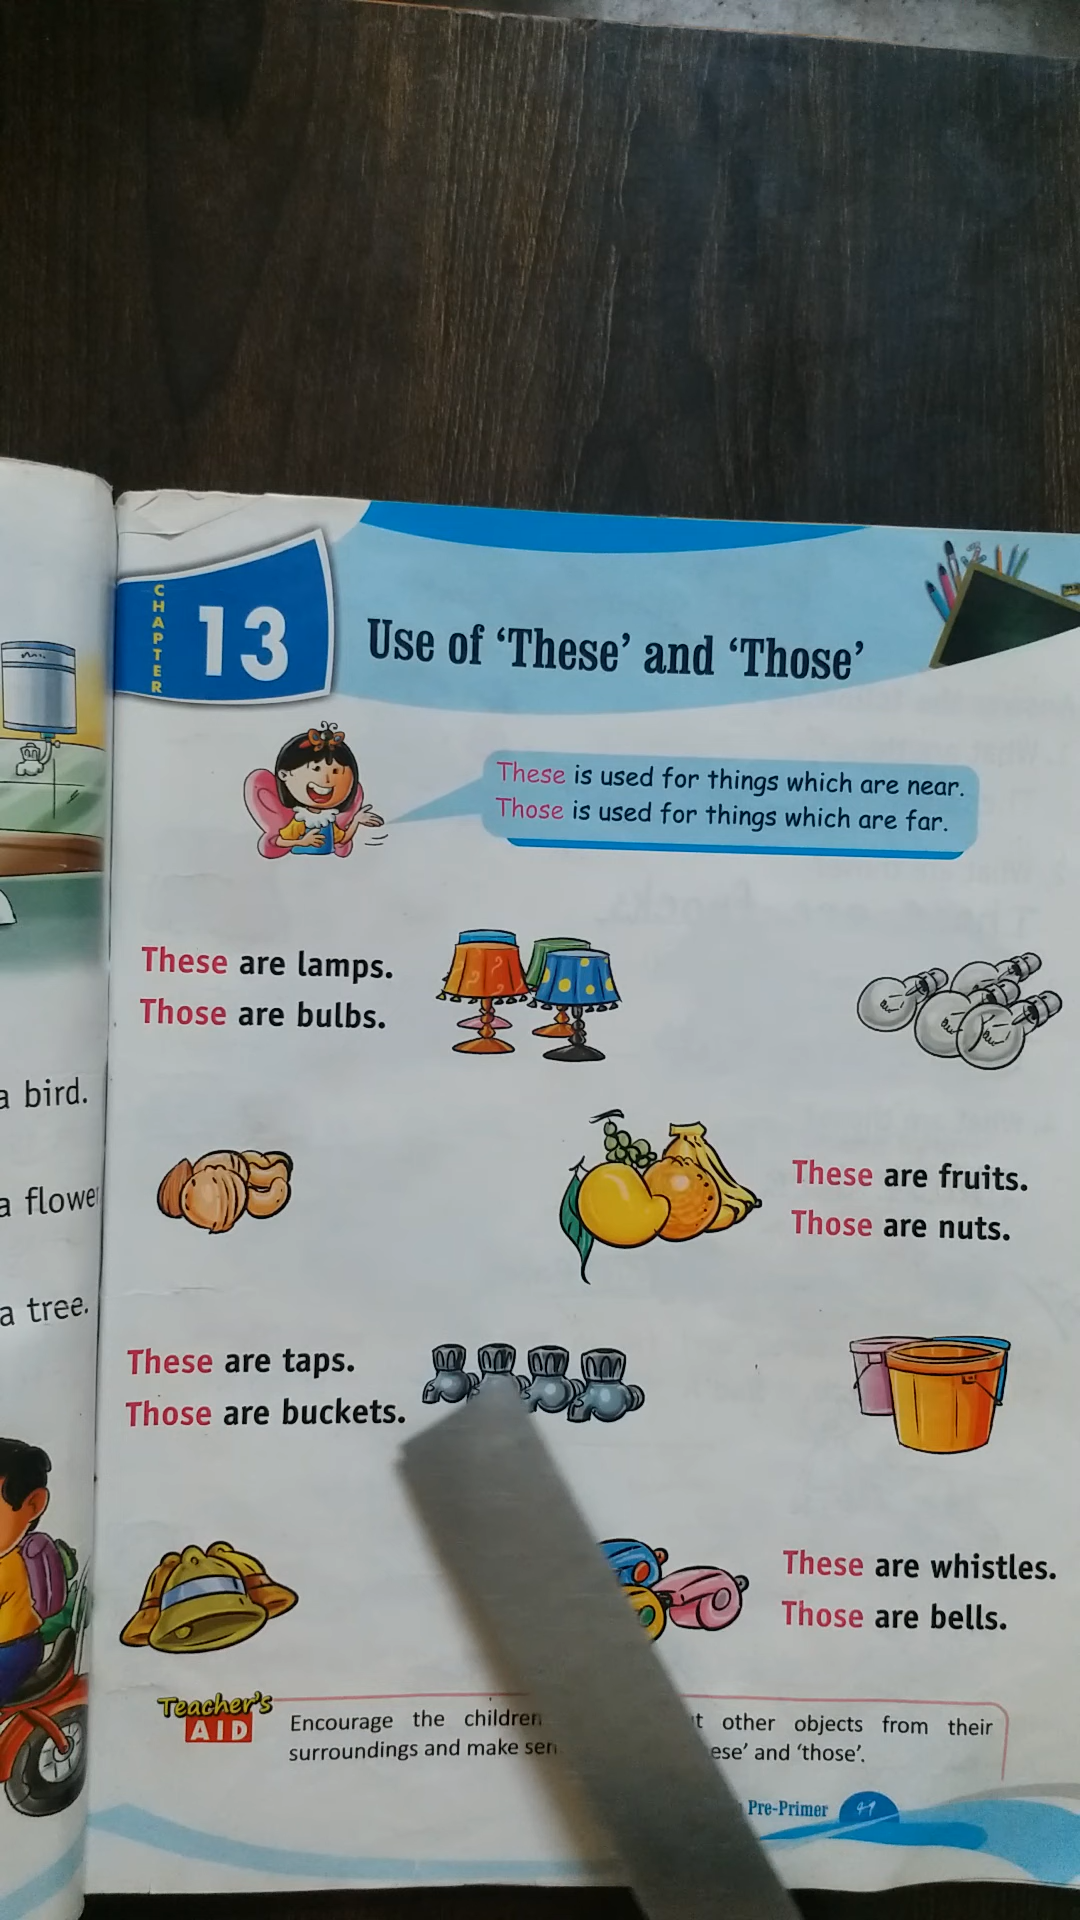 CHAPTER
13
Use of ‘These’ and ‘Those’
These is used for things which are near.
Those is used for things which are far.
These are lamps.
Those are bulbs.
a bird.
These are fruits.
Those are nuts.
a flower
a tree.
These are taps.
Those are buckets.
These are whistles.
Those are bells.
Teacher's
AID
Encourage the children other objects from their
surroundings and make and ‘those’.
Pre-Primer